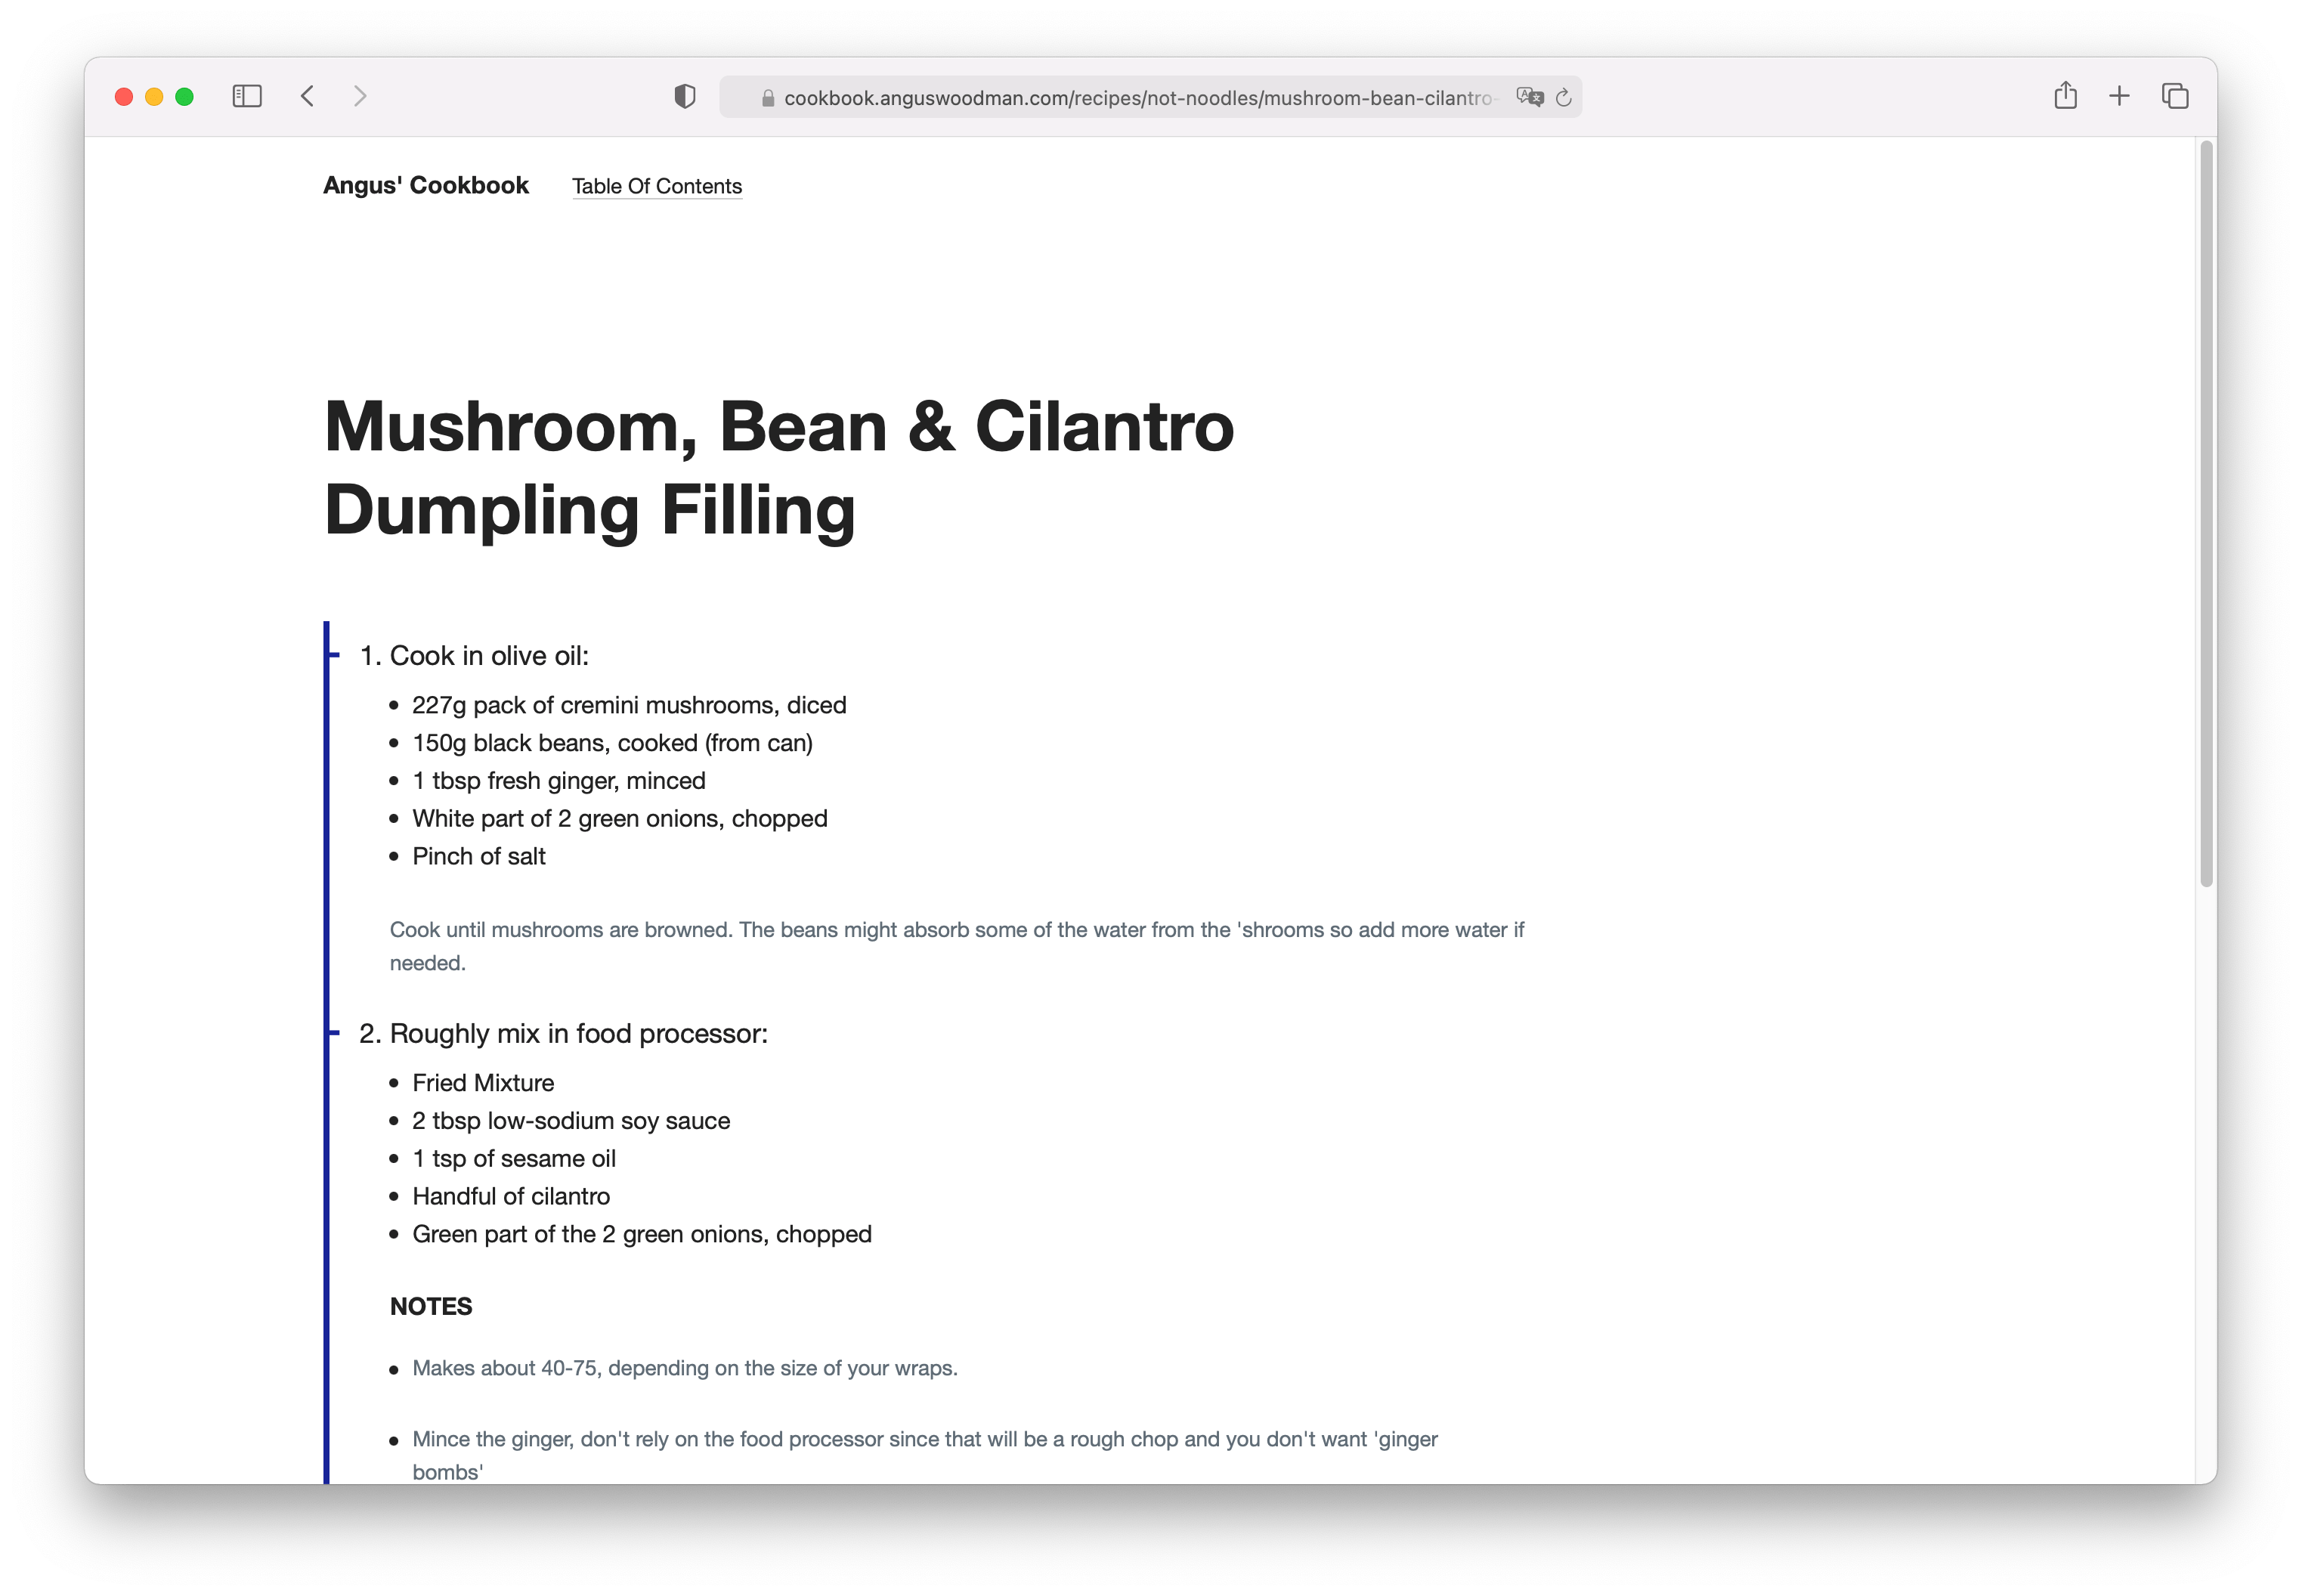 cookbook.anguswoodman.com/recipes/not-noodles/mushroom-bean-cilantro-
Angus' Cookbook
Table Of Contents
Mushroom, Bean & Cilantro
Dumpling Filling
1. Cook in olive oil:
• 227g pack of cremini mushrooms, diced
• 150g black beans, cooked (from can)
• 1 tbsp fresh ginger, minced
• White part of 2 green onions, chopped
• Pinch of salt
Cook until mushrooms are browned. The beans might absorb some of the water from the 'shrooms so add more water if
needed.
2. Roughly mix in food processor:
• Fried Mixture
• 2 tbsp low-sodium soy sauce
• 1 tsp of sesame oil
• Handful of cilantro
• Green part of the 2 green onions, chopped
NOTES
• Makes about 40-75, depending on the size of your wraps.
• Mince the ginger, don't rely on the food processor since that will be a rough chop and you don't want 'ginger
bombs'